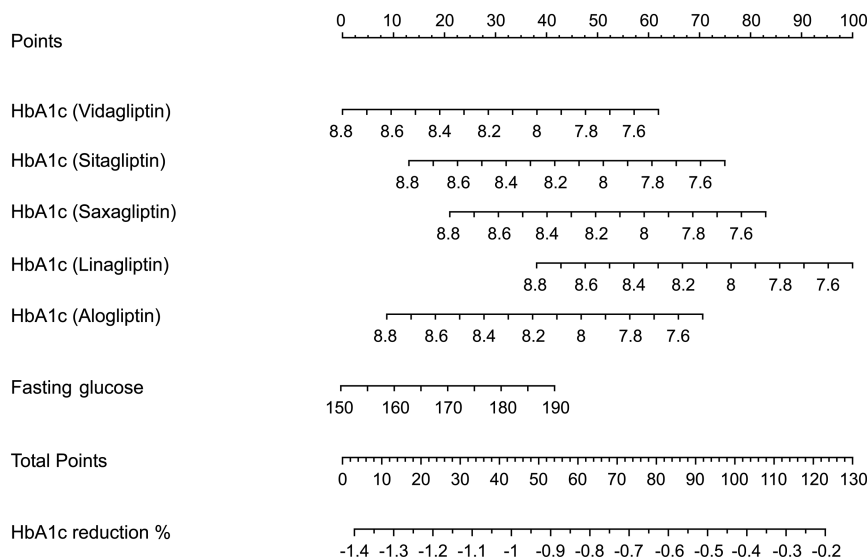 0 10 20 30 40 50 60 70 80 90 100
Points
HbA1c (Vidagliptin)
8.8 8.6 8.4 8.2 8 7.8 7.6
HbA1c (Sitagliptin)
8.8 8.6 8.4 8.2 8 7.8 7.6
HbA1c (Saxagliptin)
8.8 8.6 8.4 8.2 8 7.8 7.6
HbA1c (Linagliptin)
8.8 8.6 8.4 8.2 8 7.8 7.6
HbA1c (Alogliptin)
8.8 8.6 8.4 8.2 8 7.8 7.6
Fasting glucose
150 160 170 180 190
Total Points
0 10 20 30 40 50 60 70 80 90 100 110 120 130
HbA1c reduction %
-1.4 -1.3 -1.2 -1.1 -1 -0.9 -0.8 -0.7 -0.6 -0.5 -0.4 -0.3 -0.2